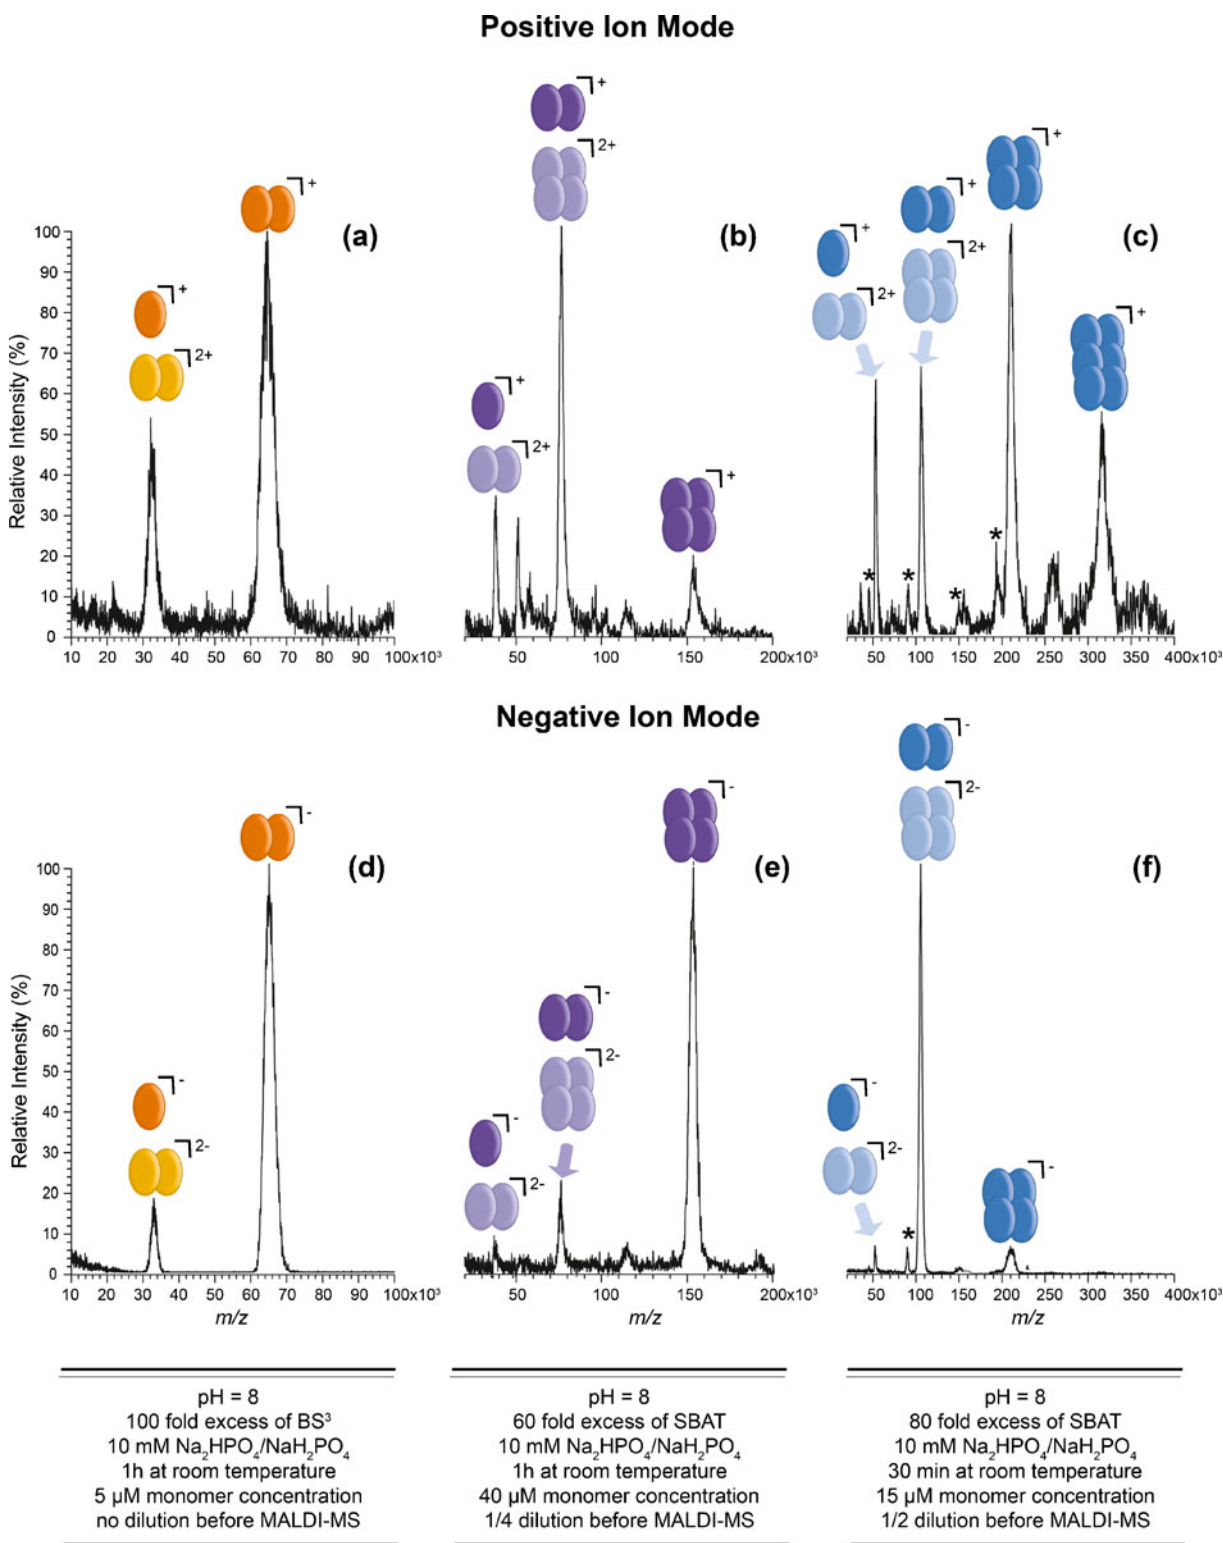 Positive Ion Mode
(a)
+
+
2+
Relative Intensity (%)
100
90
80
70
60
50
40
30
20
10
0
10 20 30 40 50 60 70 80 100x10³
(b)
+
2+
+
2+
+
50 100 150 200x10³
(c)
+
2+
+
2+
+
+
* * * *
50 100 150 200 250 300 350 400x10³
Negative Ion Mode
(d)
-
-
2-
Relative Intensity (%)
100
90
80
70
60
50
40
30
20
10
0
10 20 30 40 50 60 70 80 100x10³
m/z
(e)
-
-
2-
-
2-
50 100 150 200x10³
m/z
(f)
-
2-
-
2-
-
*
50 100 150 200 250 300 350 400x10³
m/z
pH = 8
100 fold excess of BS³
10 mM Na₂HPO₄/NaH₂PO₄
1h at room temperature
5 µM monomer concentration
no dilution before MALDI-MS
pH = 8
60 fold excess of SBAT
10 mM Na₂HPO₄/NaH₂PO₄
1h at room temperature
40 µM monomer concentration
1/4 dilution before MALDI-MS
pH = 8
80 fold excess of SBAT
10 mM Na₂HPO₄/NaH₂PO₄
30 min at room temperature
15 µM monomer concentration
1/2 dilution before MALDI-MS